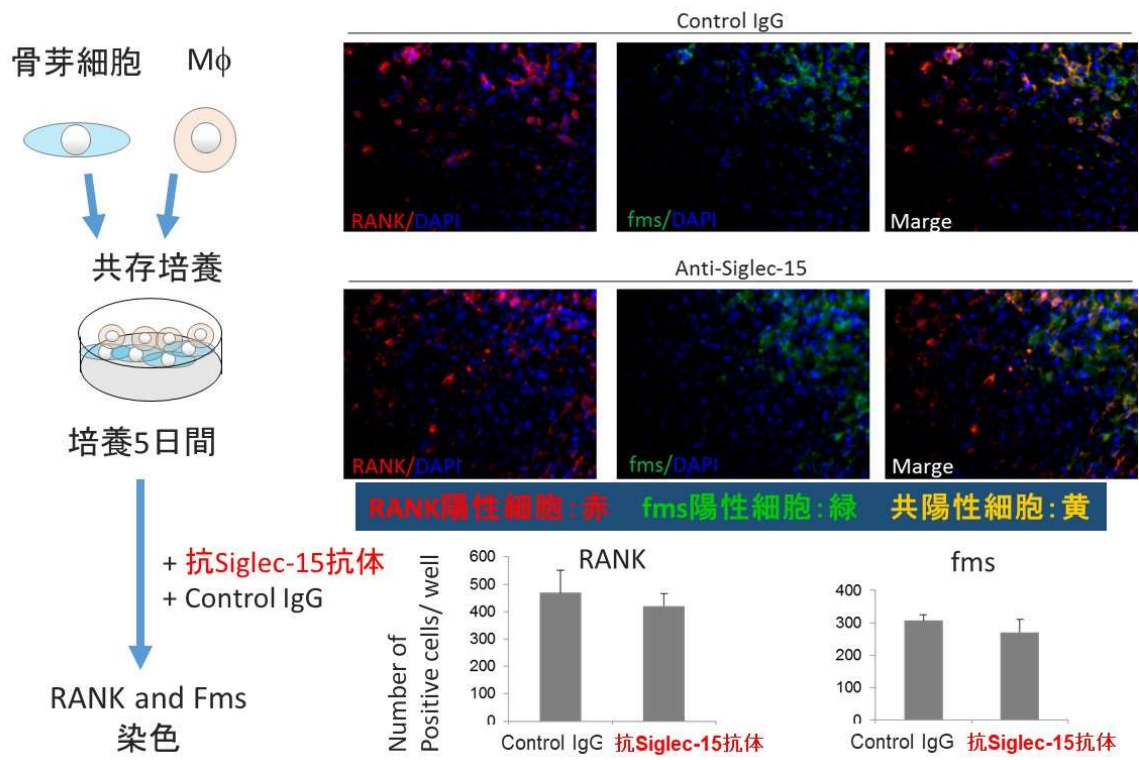 骨芽細胞
Mϕ
共存培養
培養5日間
+ 抗Siglec-15抗体
+ Control IgG
RANK and Fms
染色
Control IgG
RANK/DAPI
fms/DAPI
Marge
Anti-Siglec-15
RANK/DAPI
fms/DAPI
Marge
RANK陽性細胞：赤
fms陽性細胞：緑
共陽性細胞：黄
RANK
Number of
Positive cells/ well
600
500
400
300
200
100
0
Control IgG
抗Siglec-15抗体
fms
400
300
200
100
0
Control IgG
抗Siglec-15抗体